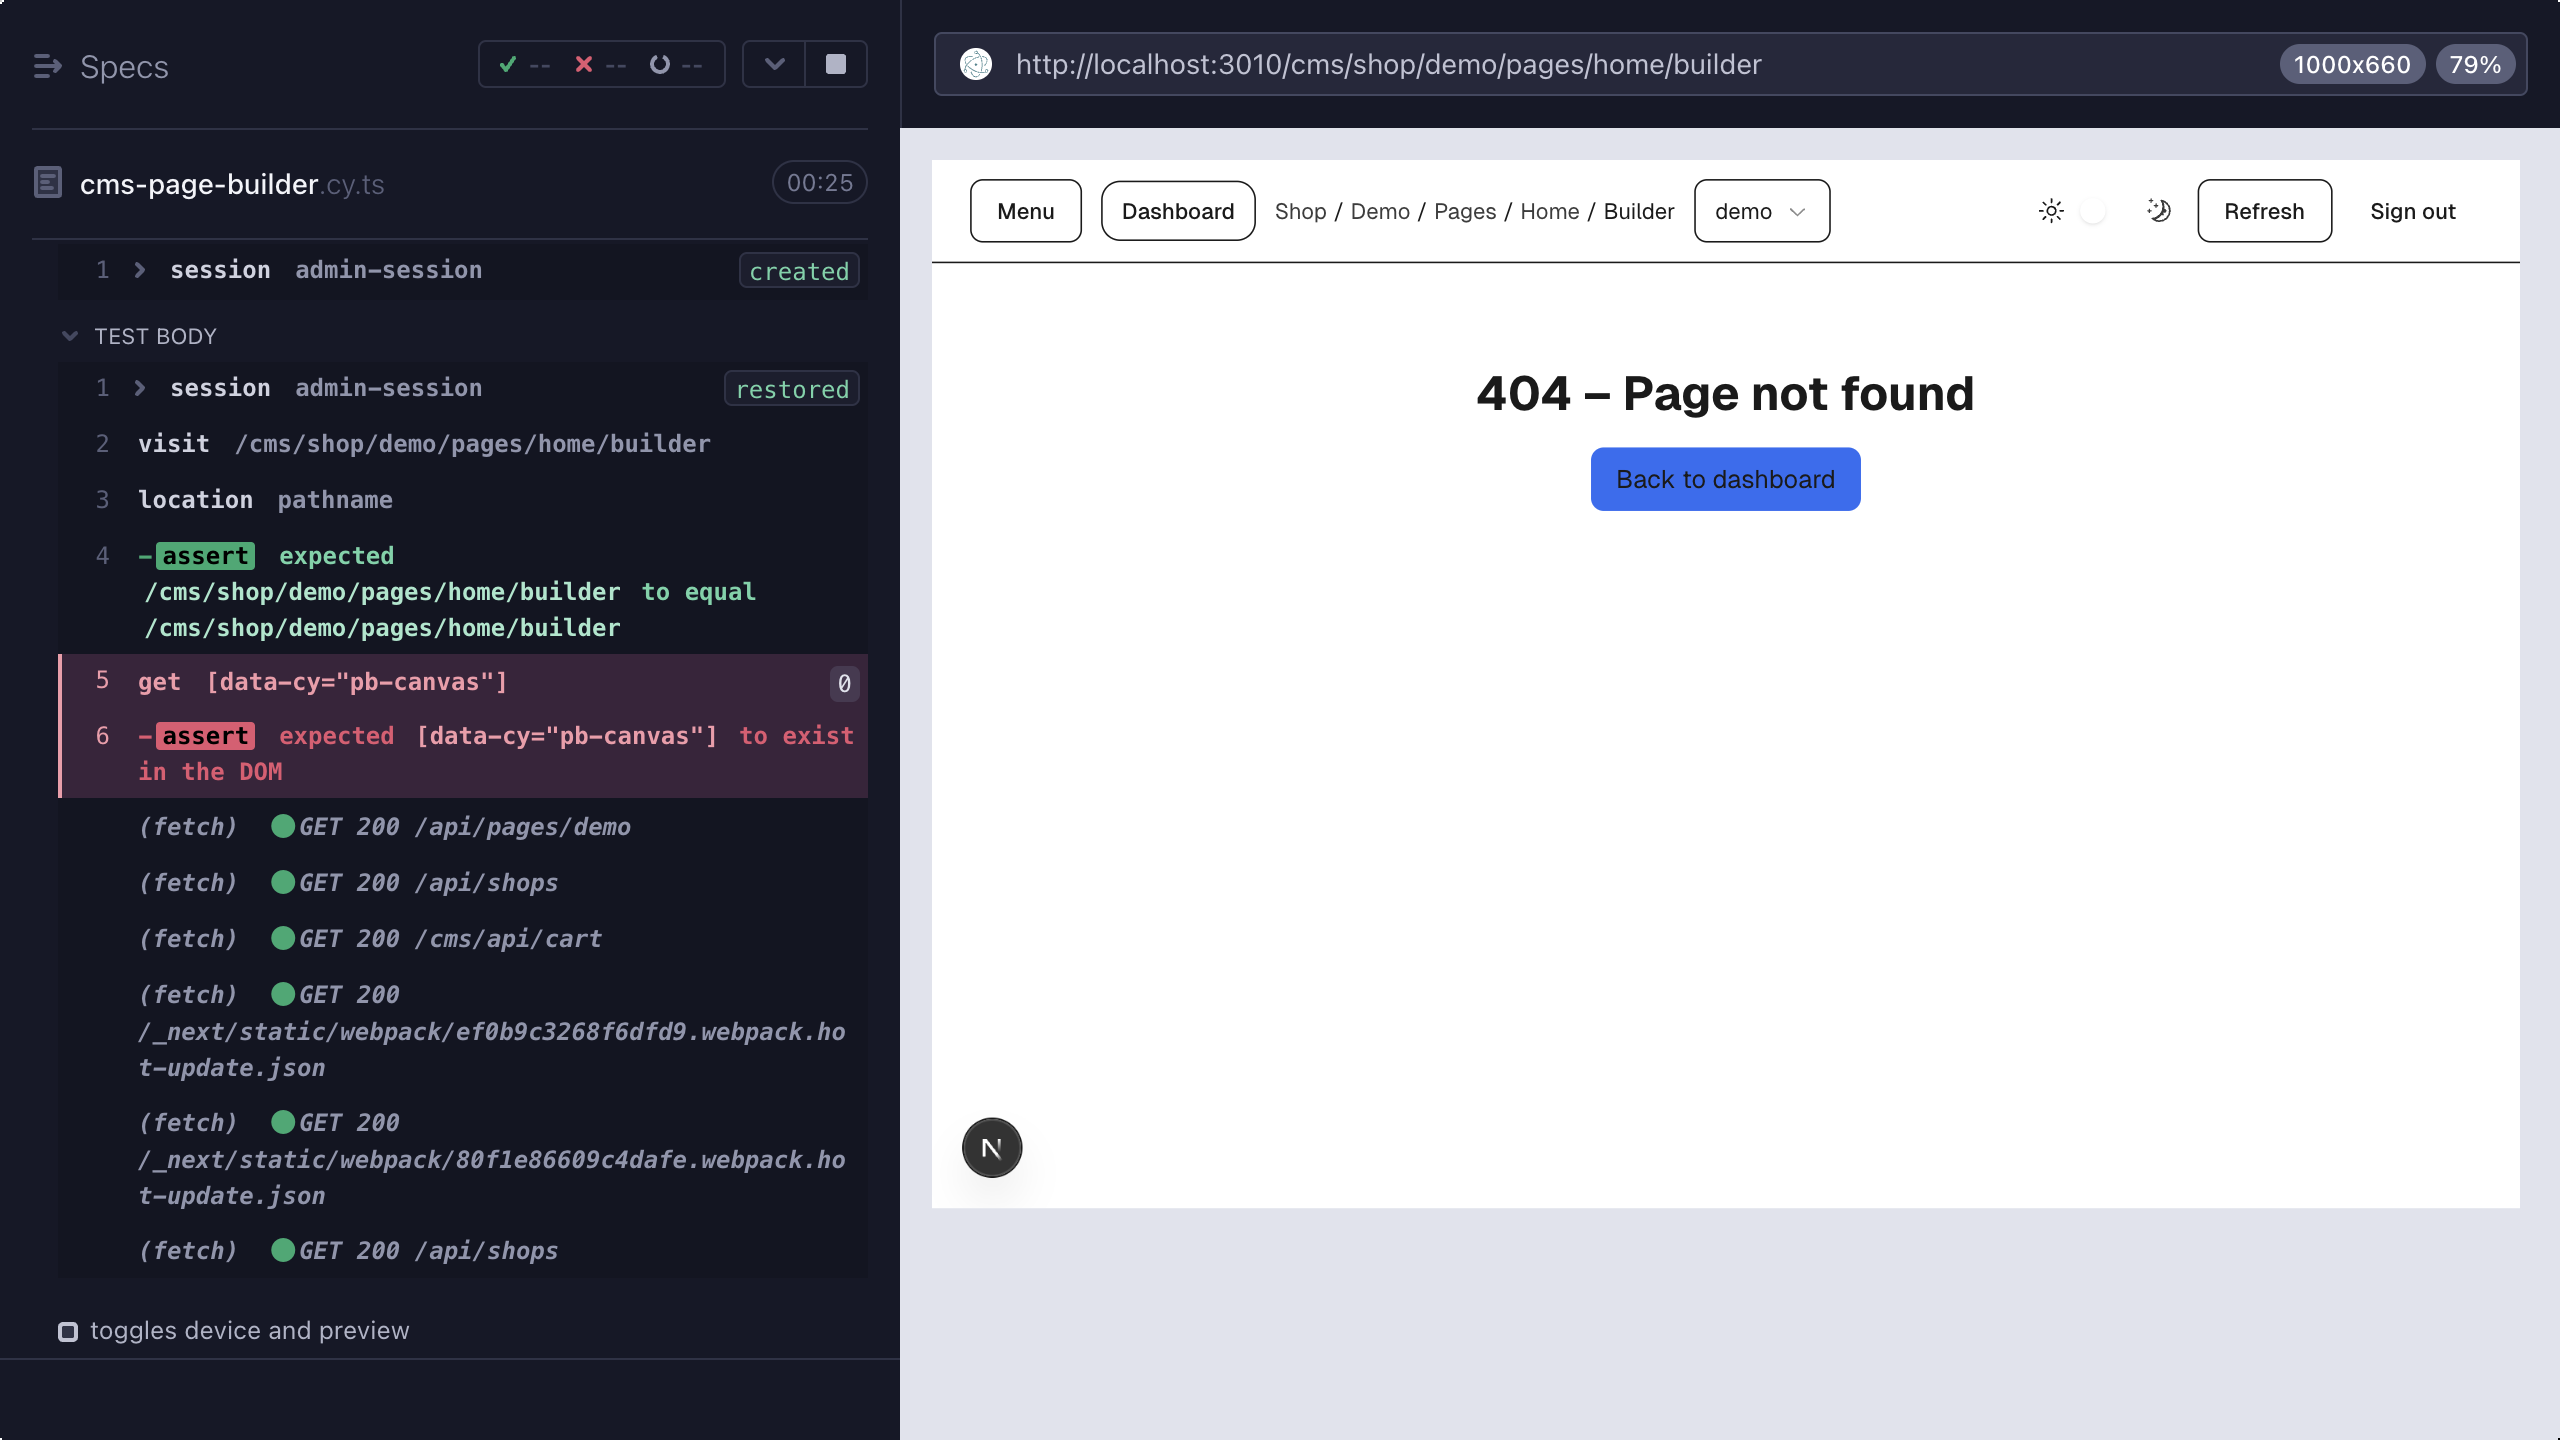 Specs
-- -- --
cms-page-builder.cy.ts 00:25
1 session admin-session created
TEST BODY
1 session admin-session restored
2 visit /cms/shop/demo/pages/home/builder
3 location pathname
4 -assert expected
/cms/shop/demo/pages/home/builder to equal
/cms/shop/demo/pages/home/builder
5 get [data-cy="pb-canvas"] 0
6 -assert expected [data-cy="pb-canvas"] to exist
in the DOM
(fetch) GET 200 /api/pages/demo
(fetch) GET 200 /api/shops
(fetch) GET 200 /cms/api/cart
(fetch) GET 200
/_next/static/webpack/ef0b9c3268f6dfd9.webpack.ho
t-update.json
(fetch) GET 200
/_next/static/webpack/80f1e86609c4dafe.webpack.ho
t-update.json
(fetch) GET 200 /api/shops
toggles device and preview
http://localhost:3010/cms/shop/demo/pages/home/builder 1000x660 79%
Menu Dashboard Shop / Demo / Pages / Home / Builder demo Refresh Sign out
404 – Page not found
Back to dashboard
N